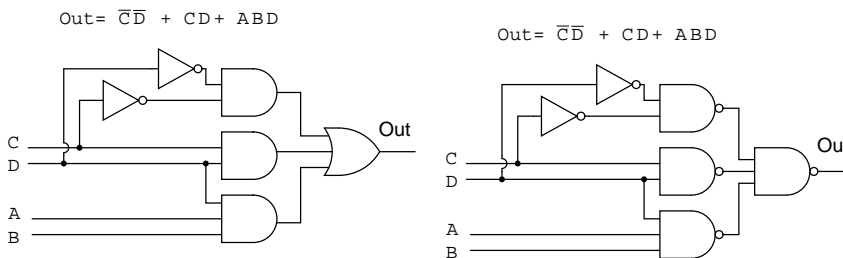 Out= C̅D̅ + CD+ ABD
Out
C
D
A
B
Out= C̅D̅ + CD+ ABD
Ou
C
D
A
B